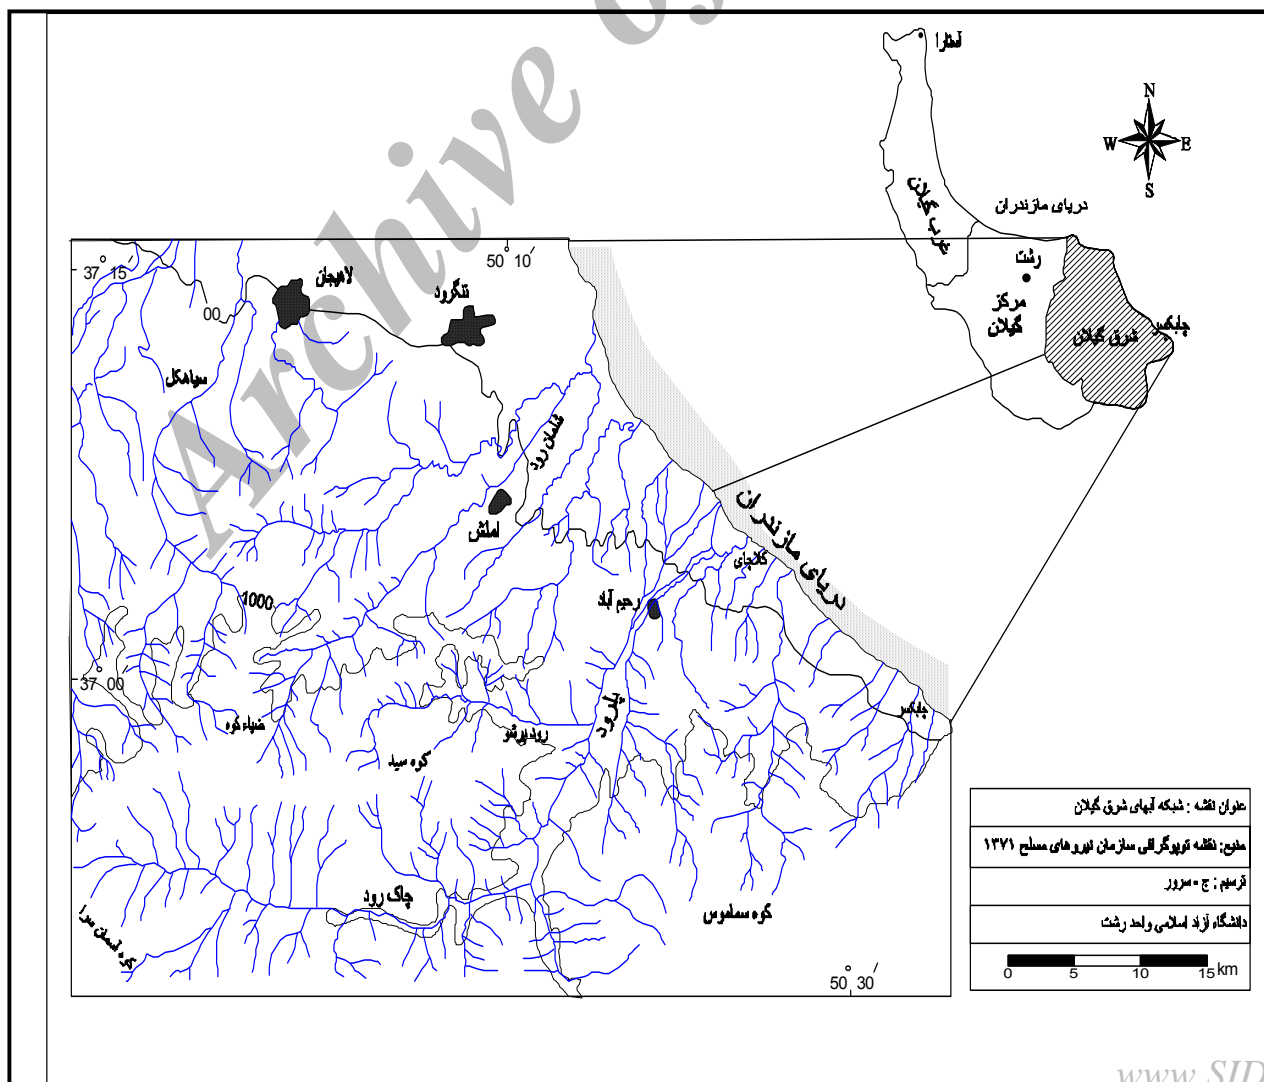 Archive of
آستارا
N
W
E
S
غرب گیلان
دریای مازندران
رشت
مرکز
گیلان
شرق گیلان
چابکسر
37° 15′
50° 10′
00
لاهیجان
لنگرود
سیاهکل
شلمان رود
املش
دریای مازندران
کلاچای
رحیم آباد
1000
37° 00′
پلرود
چابکسر
ضیاء کوه
کوه سید
چاک رود
کوه سماموس
کوه آسمان سرا
50° 30′
عنوان نقشه : شبکه آبهای شرق گیلان
منبع: نقشه توپوگرافی سازمان نیروهای مسلح ۱۳۷۱
ترسیم : ج - سرور
دانشگاه آزاد اسلامی واحد رشت
0 5 10 15 km
www.SID